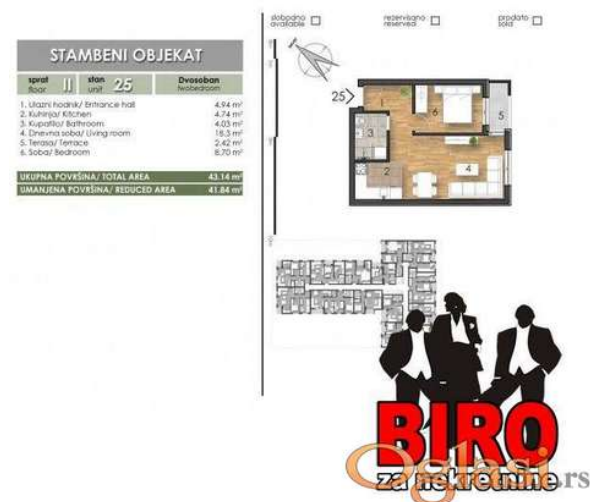 STAMBENI OBJEKAT
sprat
floor
II
stan
unit
25
Dvosoban
twobedroom
1. Ulazni hodnik/ Entrance hall 4.94 m²
2. Kuhinja/ Kitchen 4.74 m²
3. Kupatilo/ Bathroom 4.03 m²
4. Dnevna soba/ Living room 18.3 m²
5. Terasa/ Terrace 2.42 m²
6. Soba/ Bedroom 8.70 m²
UKUPNA POVRŠINA/ TOTAL AREA 43.14 m²
UMANJENA POVRŠINA/ REDUCED AREA 41.84 m²
slobodno
available
rezervisano
reserved
prodato
sold
25
1
6
5
3
2
4
BIRO
za nekretnine
Oglasi.rs